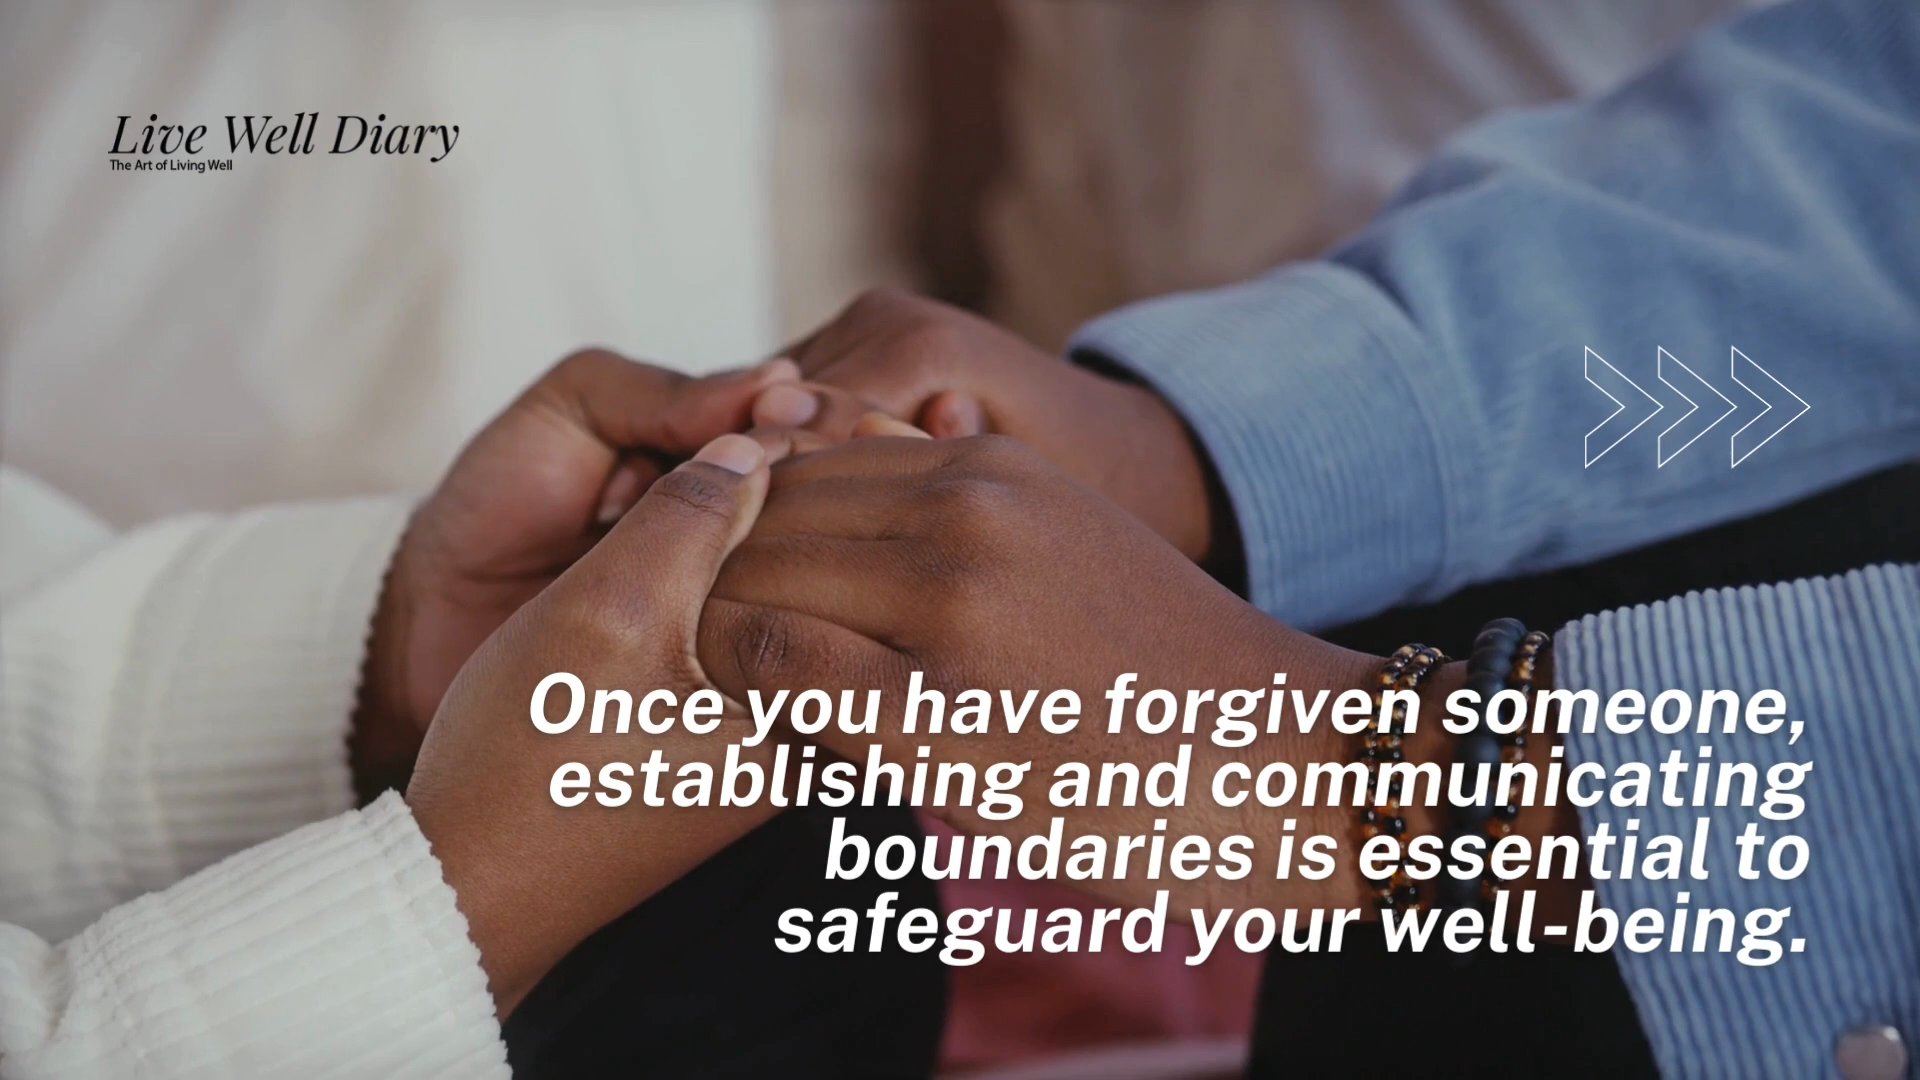 Live Well Diary
The Art of Living Well
Once you have forgiven someone,
establishing and communicating
boundaries is essential to
safeguard your well-being.